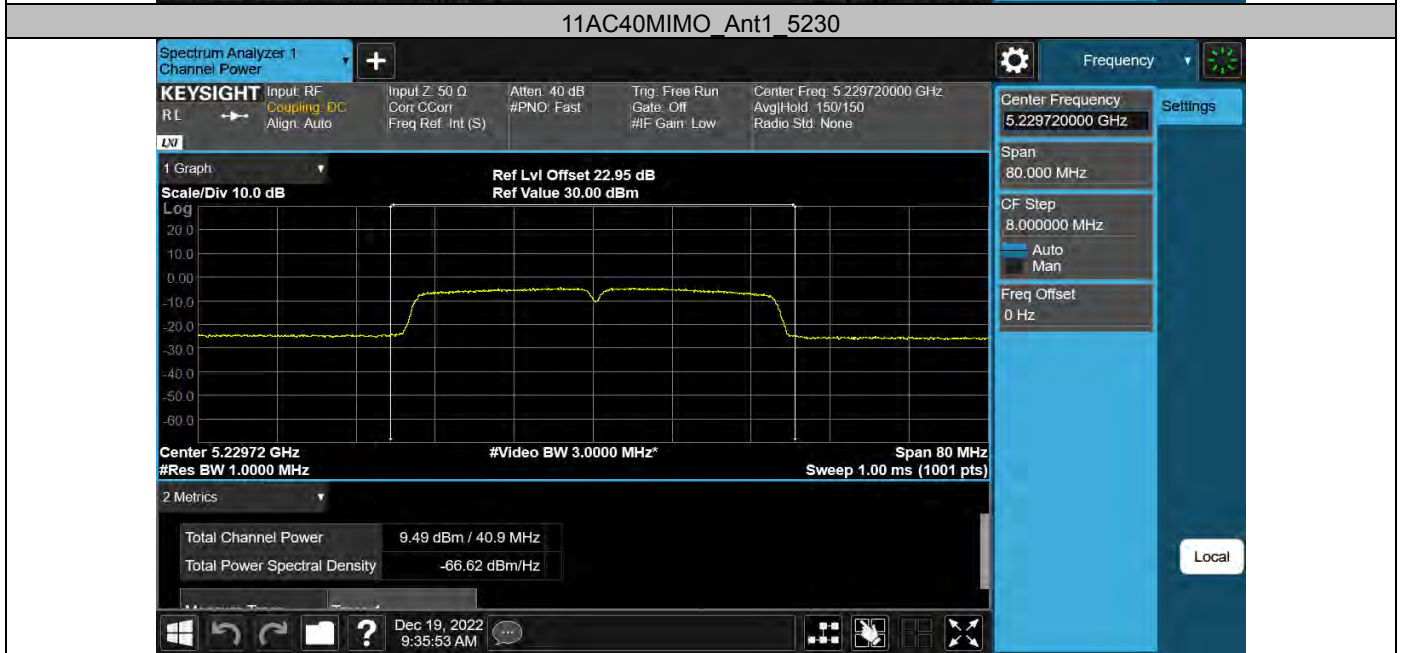 11AC40MIMO_Ant1_5230
Spectrum Analyzer 1
Channel Power
+
Frequency
KEYSIGHT
RL
LXI
Input: RF
Coupling: DC
Align: Auto
Input Z: 50 Ω
Corr CCorr
Freq Ref: Int (S)
Atten: 40 dB
#PNO: Fast
Trig: Free Run
Gate: Off
#IF Gain: Low
Center Freq: 5.229720000 GHz
Avg|Hold: 150/150
Radio Std: None
Center Frequency
5.229720000 GHz
Settings
Span
80.000 MHz
CF Step
8.000000 MHz
Auto
Man
Freq Offset
0 Hz
1 Graph
Scale/Div 10.0 dB
Ref Lvl Offset 22.95 dB
Ref Value 30.00 dBm
Log
20.0
10.0
0.00
-10.0
-20.0
-30.0
-40.0
-50.0
-60.0
Center 5.22972 GHz
#Res BW 1.0000 MHz
#Video BW 3.0000 MHz*
Span 80 MHz
Sweep 1.00 ms (1001 pts)
2 Metrics
Total Channel Power 9.49 dBm / 40.9 MHz
Total Power Spectral Density -66.62 dBm/Hz
Local
?
Dec 19, 2022
9:35:53 AM